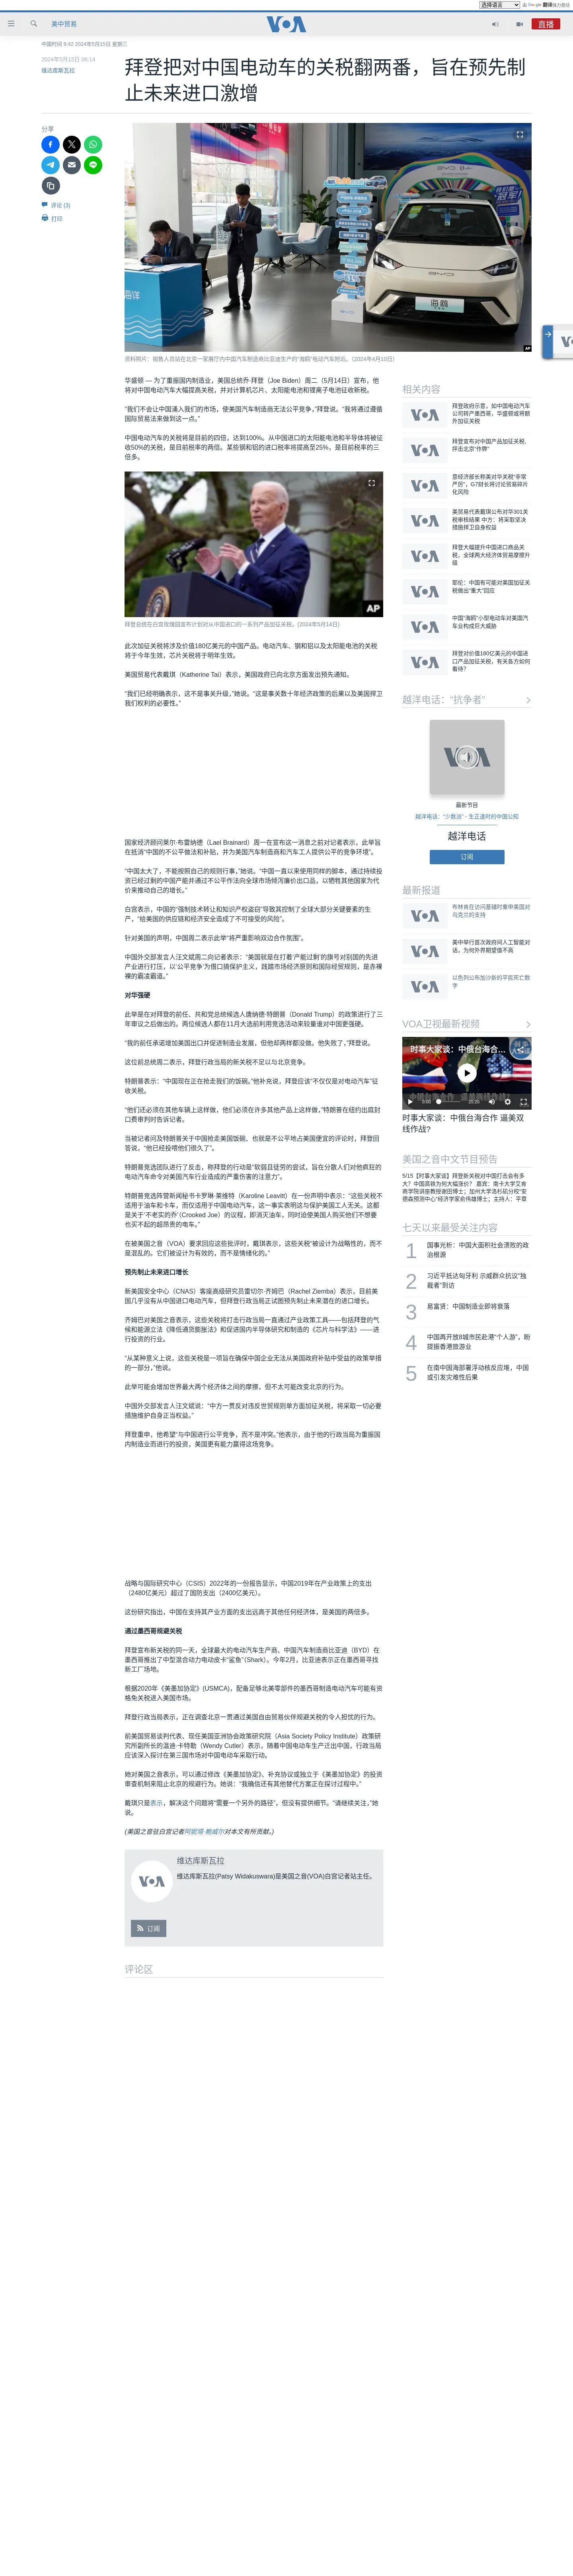 选择语言
由 Google 翻译强力驱动
美中贸易
VOA
直播
中国时间 9:42 2024年5月15日 星期三
2024年5月15日 06:14
维达库斯瓦拉
拜登把对中国电动车的关税翻两番，旨在预先制
止未来进口激增
分享
评论 (3)
打印
BYD
海鸥
AP
资料照片：销售人员站在北京一家展厅内中国汽车制造商比亚迪生产的“海鸥”电动汽车附近。（2024年4月10日）
华盛顿 — 为了重振国内制造业，美国总统乔·拜登（Joe Biden）周二（5月14日）宣布，他
将对中国电动汽车大幅提高关税，并对计算机芯片、太阳能电池和锂离子电池征收新税。
“我们不会让中国涌入我们的市场，使美国汽车制造商无法公平竞争，”拜登说。“我将通过遵循
国际贸易法来做到这一点。”
中国电动汽车的关税将是目前的四倍，达到100%。从中国进口的太阳能电池和半导体将被征
收50%的关税，是目前税率的两倍。某些钢和铝的进口税率将提高至25%，是目前税率的三
倍多。
AP
拜登总统在白宫玫瑰园宣布计划对从中国进口的一系列产品加征关税。(2024年5月14日)
此次加征关税将涉及价值180亿美元的中国产品。电动汽车、钢和铝以及太阳能电池的关税
将于今年生效，芯片关税将于明年生效。
美国贸易代表戴琪（Katherine Tai）表示，美国政府已向北京方面发出预先通知。
“我们已经明确表示，这不是事关升级，”她说。“这是事关数十年经济政策的后果以及美国捍卫
我们权利的必要性。”
国家经济顾问莱尔·布雷纳德（Lael Brainard）周一在宣布这一消息之前对记者表示，此举旨
在抵消“中国的不公平做法和补贴，并为美国汽车制造商和汽车工人提供公平的竞争环境”。
“中国太大了，不能按照自己的规则行事，”她说。“中国一直以来使用同样的脚本，通过持续投
资已经过剩的中国产能并通过不公平作法向全球市场倾泻廉价出口品，以牺牲其他国家为代
价来推动自己的增长。”
白宫表示，中国的“强制技术转让和知识产权盗窃”导致其控制了全球大部分关键要素的生
产，“给美国的供应链和经济安全造成了不可接受的风险”。
针对美国的声明，中国周二表示此举“将严重影响双边合作氛围”。
中国外交部发言人汪文斌周二向记者表示：“美国就是在打着‘产能过剩’的旗号对别国的先进
产业进行打压，以‘公平竞争’为借口搞保护主义，践踏市场经济原则和国际经贸规则，是赤裸
裸的霸凌霸道。”
对华强硬
此举是在对拜登的前任、共和党总统候选人唐纳德·特朗普（Donald Trump）的政策进行了三
年审议之后做出的。两位候选人都在11月大选前利用竞选活动来较量谁对中国更强硬。
“我的前任承诺增加美国出口并促进制造业发展，但他却两样都没做。他失败了，”拜登说。
这位前总统周二表示，拜登行政当局的新关税不足以与北京竞争。
特朗普表示：“中国现在正在抢走我们的饭碗。”他补充说，拜登应该“不仅仅是对电动汽车”征
收关税。
“他们还必须在其他车辆上这样做，他们必须在许多其他产品上这样做，”特朗普在纽约出庭封
口费审判时告诉记者。
当被记者问及特朗普关于中国抢走美国饭碗、也就是不公平地占美国便宜的评论时，拜登回
答说，“他已经投喂他们很久了”。
特朗普竞选团队进行了反击，称拜登的行动是“软弱且徒劳的尝试，旨在分散人们对他疯狂的
电动汽车命令对美国汽车行业造成的严重伤害的注意力”。
特朗普竞选阵营新闻秘书卡罗琳·莱维特（Karoline Leavitt）在一份声明中表示：“这些关税不
适用于油车和卡车，而仅适用于中国电动汽车，这一事实表明这与保护美国工人无关。这都
是关于‘不老实的乔’ (Crooked Joe）的议程，即消灭油车，同时迫使美国人购买他们不想要
也买不起的超昂贵的电车。”
在被美国之音（VOA）要求回应这些批评时，戴琪表示，这些关税“被设计为战略性的，而不
是混乱的。它们被设计为有效的，而不是情绪化的。”
预先制止未来进口增长
新美国安全中心（CNAS）客座高级研究员雷切尔·齐姆巴（Rachel Ziemba）表示，目前美
国几乎没有从中国进口电动汽车，但拜登行政当局正试图预先制止未来潜在的进口增长。
齐姆巴对美国之音表示，这些关税将打击行政当局一直通过产业政策工具——包括拜登的气
候和能源立法《降低通货膨胀法》和促进国内半导体研究和制造的《芯片与科学法》——进
行投资的行业。
“从某种意义上说，这些关税是一项旨在确保中国企业无法从美国政府补贴中受益的政策举措
的一部分，”他说。
此举可能会增加世界最大两个经济体之间的摩擦，但不太可能改变北京的行为。
中国外交部发言人汪文斌说：“中方一贯反对违反世贸规则单方面加征关税，将采取一切必要
措施维护自身正当权益。”
拜登重申，他希望“与中国进行公平竞争，而不是冲突。”他表示，由于他的行政当局为重振国
内制造业而进行的投资，美国更有能力赢得这场竞争。
战略与国际研究中心（CSIS）2022年的一份报告显示，中国2019年在产业政策上的支出
（2480亿美元）超过了国防支出（2400亿美元）。
这份研究指出，中国在支持其产业方面的支出远高于其他任何经济体，是美国的两倍多。
通过墨西哥规避关税
拜登宣布新关税的同一天，全球最大的电动汽车生产商、中国汽车制造商比亚迪（BYD）在
墨西哥推出了中型混合动力电动皮卡“鲨鱼”（Shark）。今年2月，比亚迪表示正在墨西哥寻找
新工厂场地。
根据2020年《美墨加协定》(USMCA)，配备足够北美零部件的墨西哥制造电动汽车可能有资
格免关税进入美国市场。
拜登行政当局表示，正在调查北京一贯通过美国自由贸易伙伴规避关税的令人担忧的行为。
前美国贸易谈判代表、现任美国亚洲协会政策研究院（Asia Society Policy Institute）政策研
究所副所长的温迪·卡特勒（Wendy Cutler）表示，随着中国电动车生产迁出中国，行政当局
应该深入探讨在第三国市场对中国电动车采取行动。
她对美国之音表示，可以通过修改《美墨加协定》、补充协议或独立于《美墨加协定》的投资
审查机制来阻止北京的规避行为。她说：“我确信还有其他替代方案正在探讨过程中。”
戴琪只是表示，解决这个问题将“需要一个另外的路径”，但没有提供细节。“请继续关注，”她
说。
(美国之音驻白宫记者阿妮塔·鲍威尔对本文有所贡献。)
VOA
维达库斯瓦拉
维达库斯瓦拉(Patsy Widakuswara)是美国之音(VOA)白宫记者站主任。
订阅
评论区
相关内容
拜登政府示意，如中国电动汽车
公司转产墨西哥，华盛顿或将额
外加征关税
拜登宣布对中国产品加征关税，
抨击北京“作弊”
意经济部长称美对华关税“非常
严厉”，G7财长将讨论贸易碎片
化风险
美贸易代表戴琪公布对华301关
税审核结果 中方：将采取坚决
措施捍卫自身权益
拜登大幅提升中国进口商品关
税，全球两大经济体贸易摩擦升
级
耶伦：中国有可能对美国加征关
税做出“重大”回应
中国“海鸥”小型电动车对美国汽
车业构成巨大威胁
拜登对价值180亿美元的中国进
口产品加征关税，有关各方如何
看待？
越洋电话：“抗争者”
最新节目
越洋电话：“少数派” - 生正逢时的中国公知
越洋电话
订阅
最新报道
布林肯在访问基辅时重申美国对
乌克兰的支持
美中举行首次政府间人工智能对
话，为何外界期望值不高
以色列公布加沙新的平民死亡数
字
VOA卫视最新视频
时事大家谈：中俄台海合...
0:00
25:25
时事大家谈：中俄台海合作 逼美双
线作战?
美国之音中文节目预告
5/15【时事大家谈】拜登新关税对中国打击会有多
大？中国高铁为何大幅涨价？ 嘉宾：南卡大学艾肯
商学院讲座教授谢田博士；加州大学洛杉矶分校“安
德森预测中心”经济学家俞伟雄博士；主持人：平章
七天以来最受关注内容
1
国事光析：中国大面积社会溃败的政
治根源
2
习近平抵达匈牙利 示威群众抗议“独
裁者”到访
3
易富贤：中国制造业即将衰落
4
中国再开放8城市民赴港“个人游”，盼
提振香港旅游业
5
在南中国海部署浮动核反应堆，中国
或引发灾难性后果